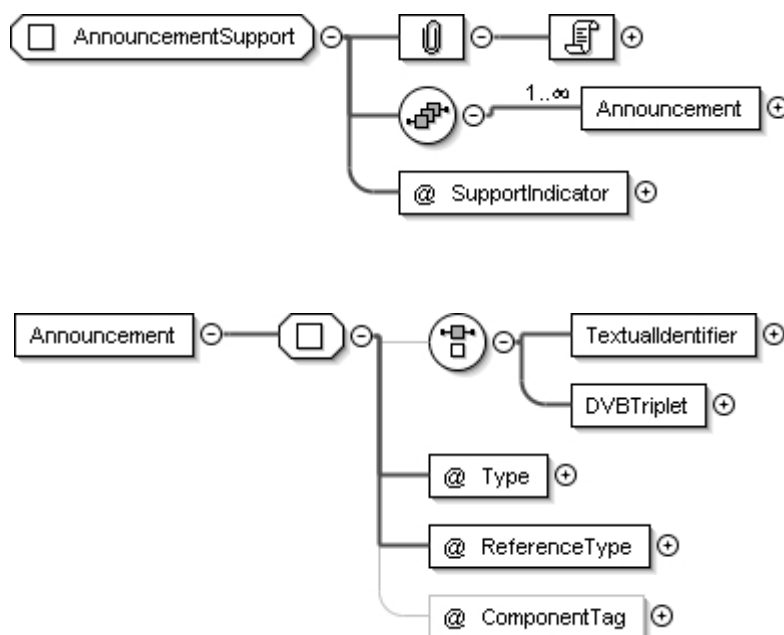 AnnouncementSupport
1..∞
Announcement
@ SupportIndicator
Announcement
TextualIdentifier
DVBTriplet
@ Type
@ ReferenceType
@ ComponentTag